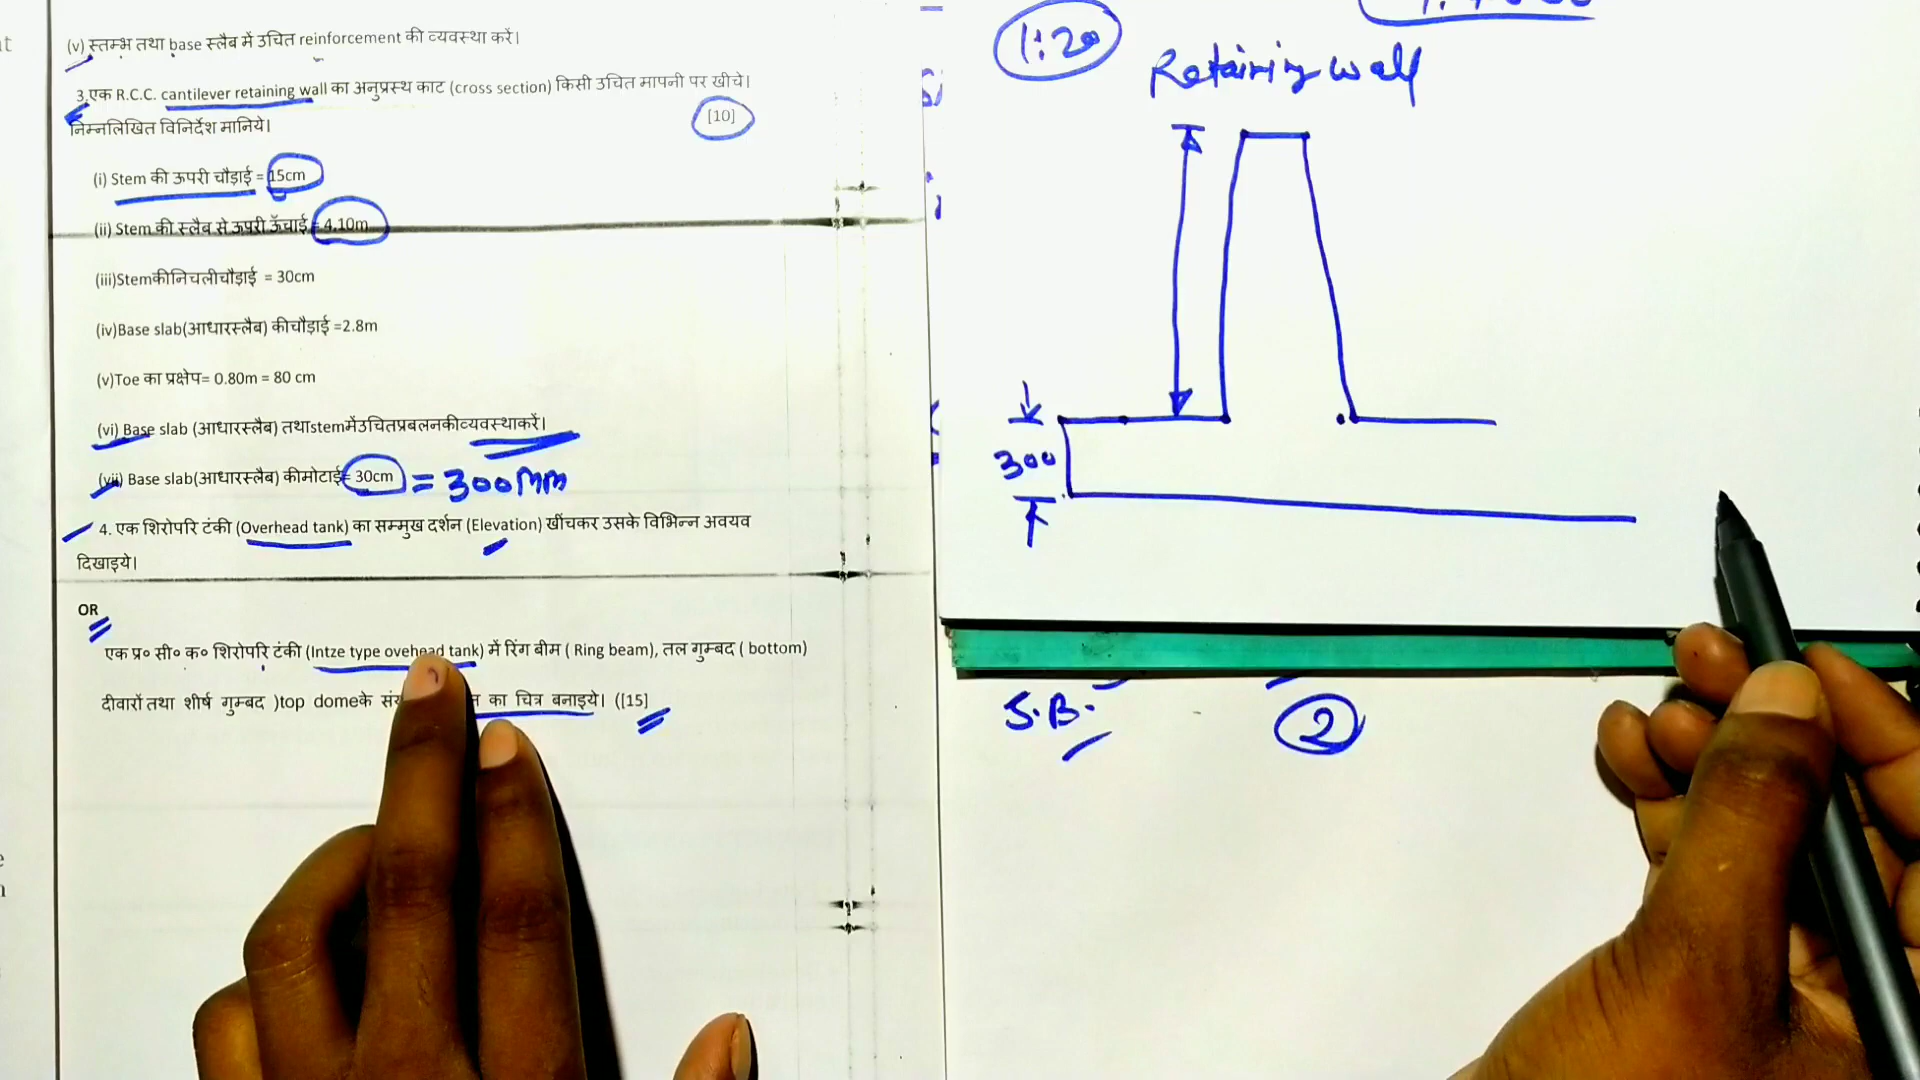 (v) स्तम्भ तथा base स्लैब में उचित reinforcement की व्यवस्था करें।
3.एक R.C.C. cantilever retaining wall का अनुप्रस्थ काट (cross section) किसी उचित मापनी पर खीचे।
[10]
निम्नलिखित विनिर्देश मानिये।
(i) Stem की ऊपरी चौड़ाई = 15cm
(ii) Stem की स्लैब से ऊपरी ऊँचाई = 4.10m
(iii)Stemकीनिचलीचौड़ाई = 30cm
(iv)Base slab(आधारस्लैब) कीचौड़ाई =2.8m
(v)Toe का प्रक्षेप= 0.80m = 80 cm
(vi) Base slab (आधारस्लैब) तथाstemमेंउचितप्रबलनकीव्यवस्थाकरें।
(vii) Base slab(आधारस्लैब) कीमोटाई= 30cm = 300mm
4. एक शिरोपरि टंकी (Overhead tank) का सम्मुख दर्शन (Elevation) खींचकर उसके विभिन्न अवयव
दिखाइये।
OR
एक प्र० सी० क० शिरोपरि टंकी (Intze type ovehead tank) में रिंग बीम ( Ring beam), तल गुम्बद ( bottom)
दीवारों तथा शीर्ष गुम्बद )top domeके का चित्र बनाइये। ([15]
1:20
Retaining wall
300
S.B.
2